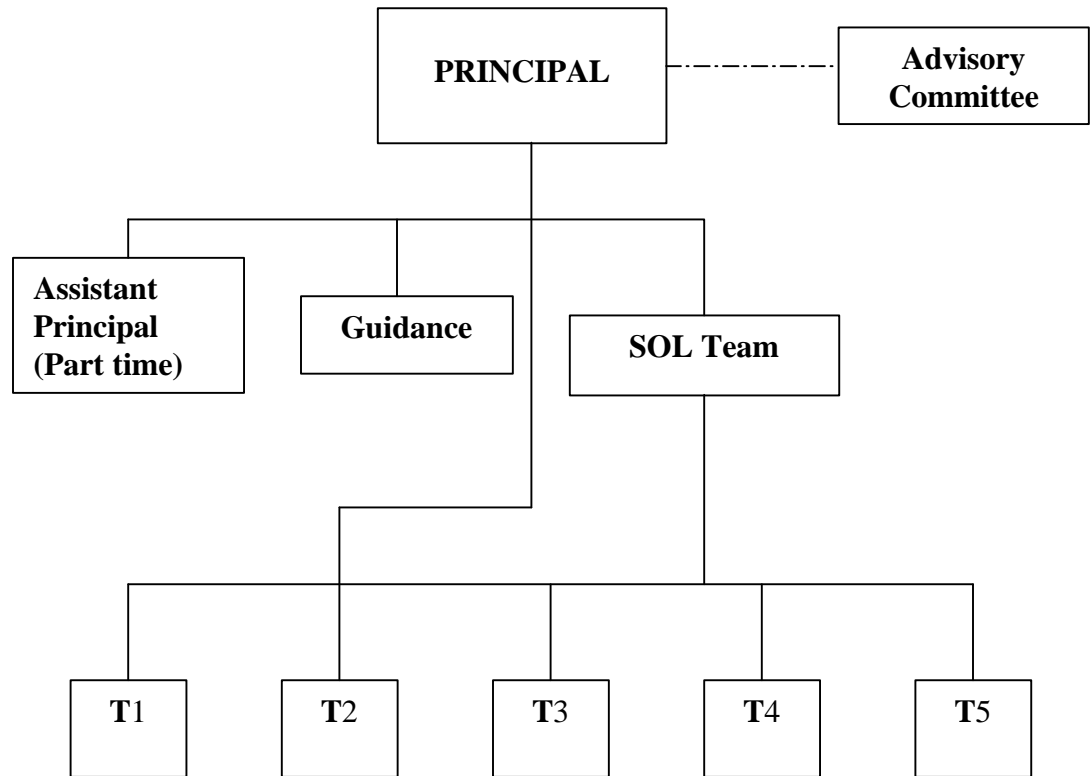 PRINCIPAL
Advisory
Committee
Assistant
Principal
(Part time)
Guidance
SOL Team
T1
T2
T3
T4
T5